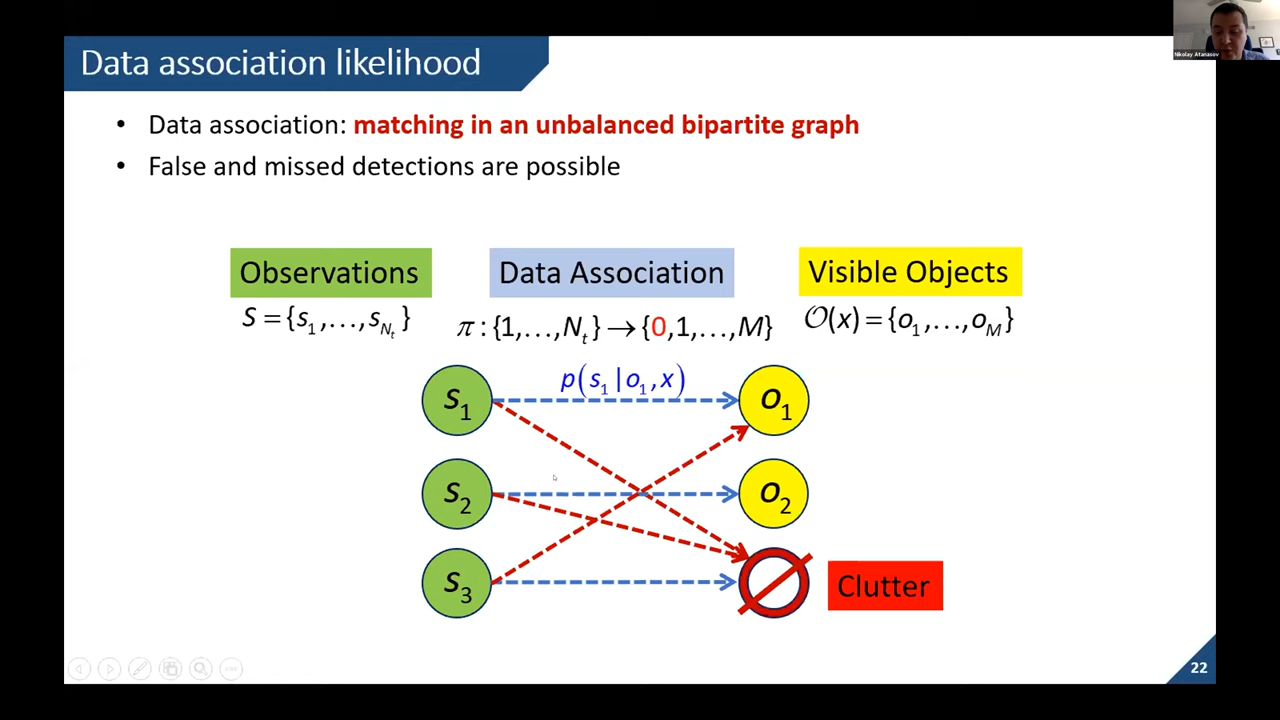 Nikolay Atanasov
Data association likelihood
• Data association: matching in an unbalanced bipartite graph
• False and missed detections are possible
Observations
Data Association
Visible Objects
S = {s₁,…,s_{N_t}}
π : {1,…,N_t} → {0,1,…,M}
𝒪(x) = {o₁,…,o_M}
p(s₁ | o₁, x)
s₁
o₁
s₂
o₂
s₃
Clutter
22